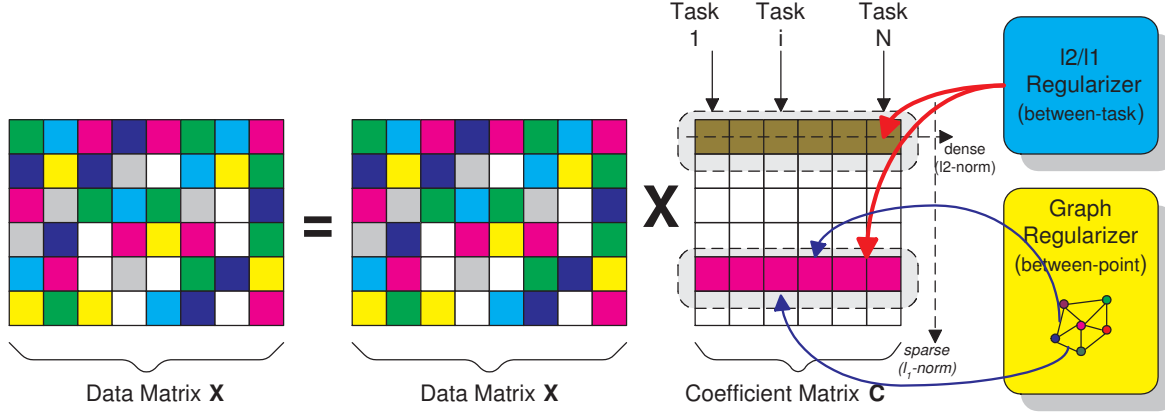 Task
1
Task
i
Task
N
l2/l1
Regularizer
(between-task)
dense
(l2-norm)
=
X
Graph
Regularizer
(between-point)
sparse
(l₁-norm)
Data Matrix X
Data Matrix X
Coefficient Matrix C